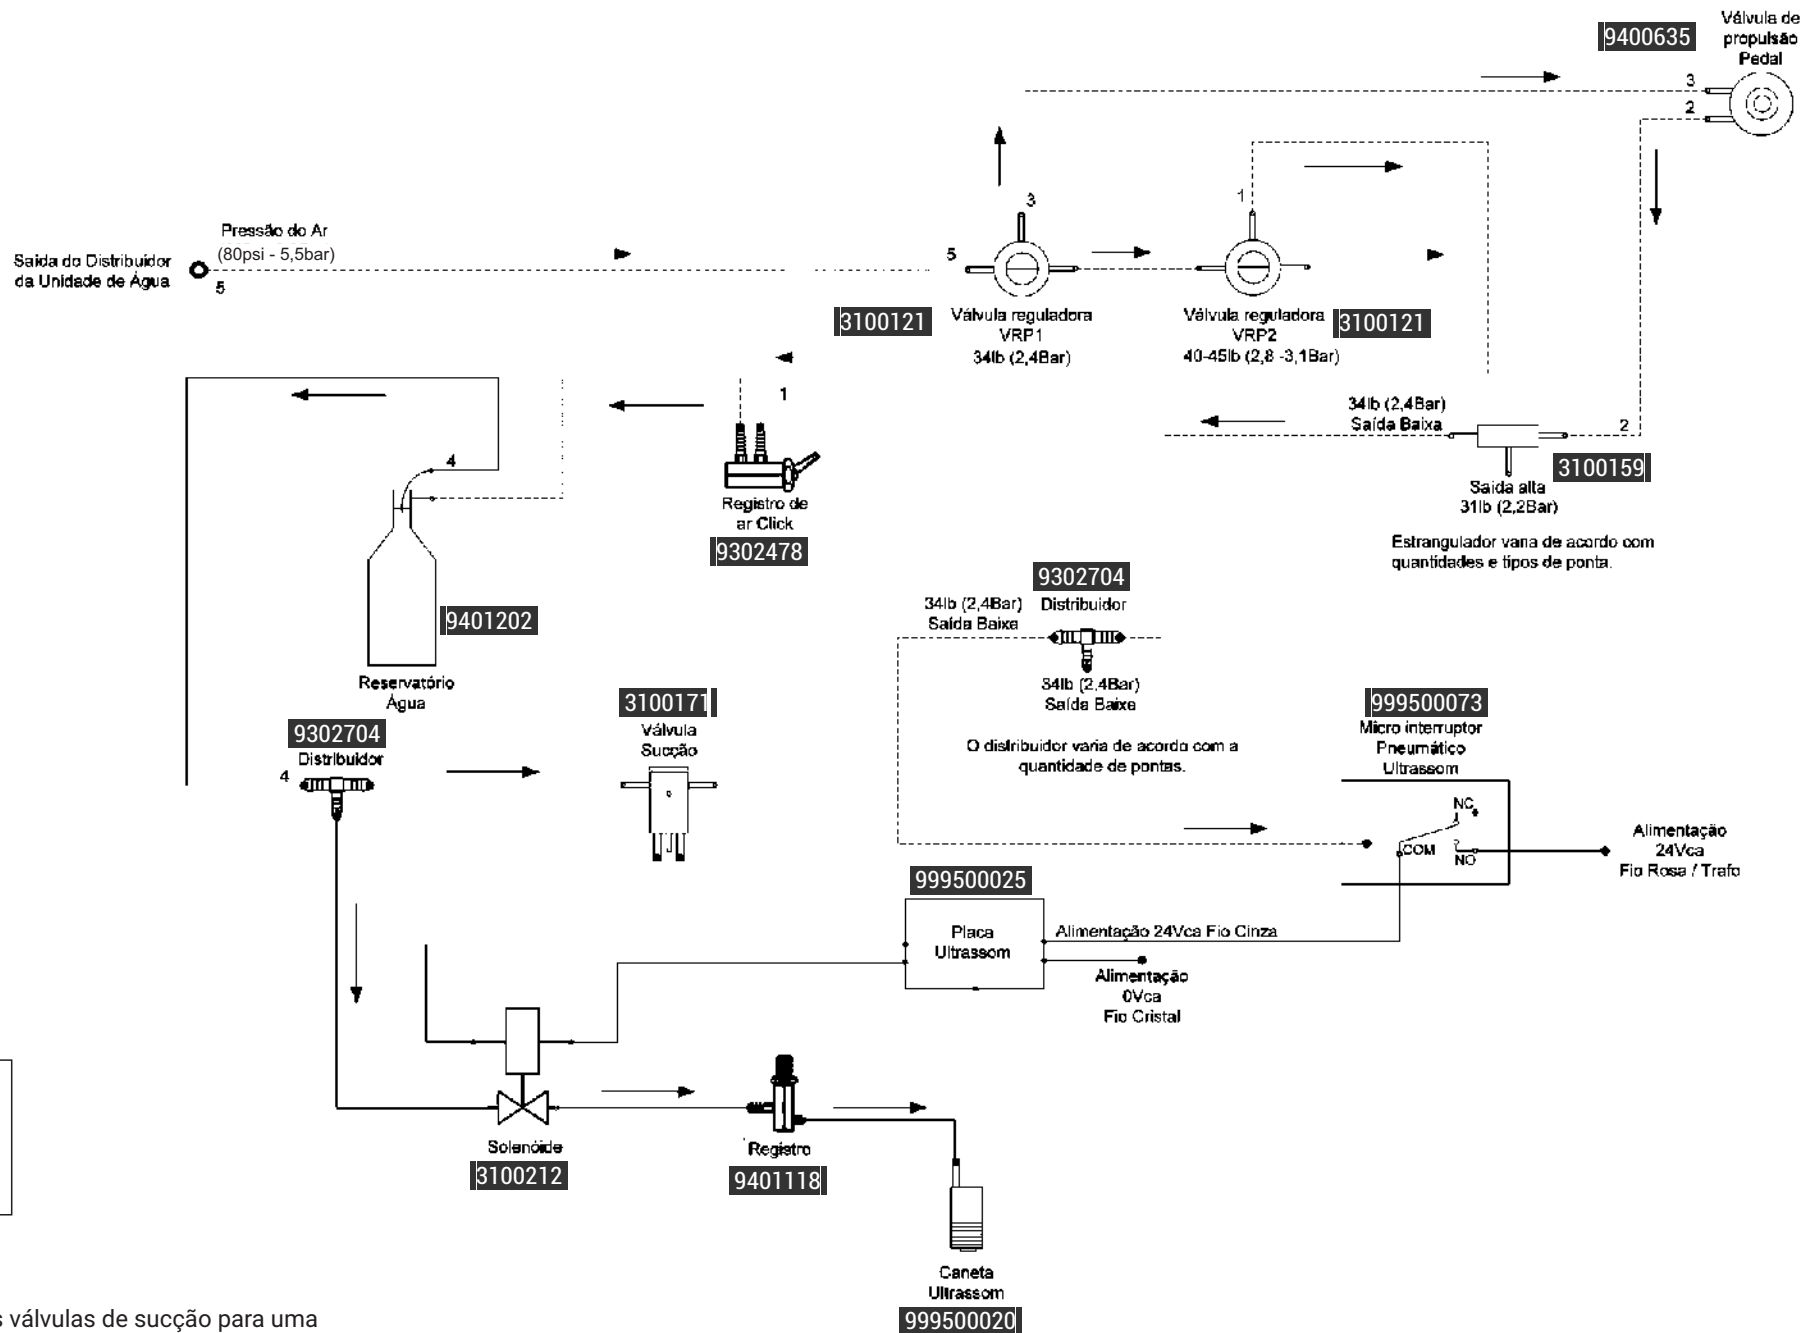 9400635
Válvula de
propulsão
Pedal
3
2
Pressão do Ar
(80psi - 5,5bar)
Saída do Distribuidor
da Unidade de Água
5
3
5
1
3100121
Válvula reguladora
VRP1
34lb (2,4Bar)
Válvula reguladora
VRP2
40-45lb (2,8 -3,1Bar)
3100121
1
4
Registro de
ar Click
9302478
34lb (2,4Bar)
Saída Baixa
2
3100159
Saída alta
31lb (2,2Bar)
Estrangulador varia de acordo com
quantidades e tipos de ponta.
9401202
Reservatório
Água
9302704
34lb (2,4Bar)
Saída Baixa
Distribuidor
34lb (2,4Bar)
Saída Baixa
O distribuidor varia de acordo com a
quantidade de pontas.
9302704
Distribuidor
4
3100171
Válvula
Sucção
999500073
Micro interruptor
Pneumático
Ultrassom
NC
COM
NO
Alimentação
24Vca
Fio Rosa / Trafo
999500025
Placa
Ultrassom
Alimentação 24Vca Fio Cinza
Alimentação
0Vca
Fio Cristal
Solenóide
3100212
Registro
9401118
Caneta
Ultrassom
999500020
válvulas de sucção para uma